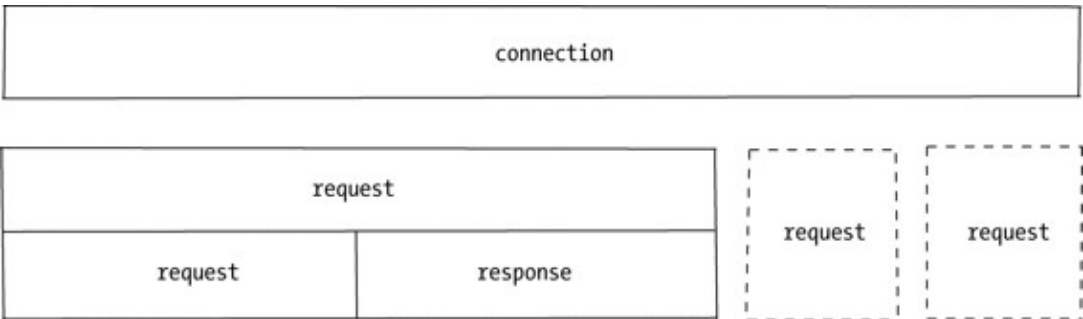 connection
request
request
response
request
request